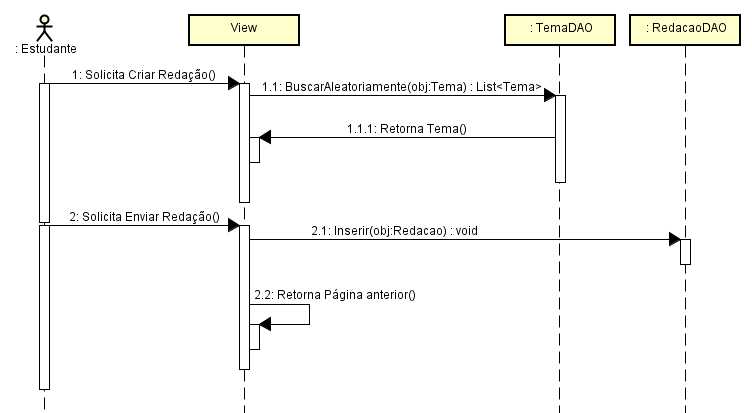 : Estudante
View
: TemaDAO
: RedacaoDAO
1: Solicita Criar Redação()
1.1: BuscarAleatoriamente(obj:Tema) : List<Tema>
1.1.1: Retorna Tema()
2: Solicita Enviar Redação()
2.1: Inserir(obj:Redacao) : void
2.2: Retorna Página anterior()